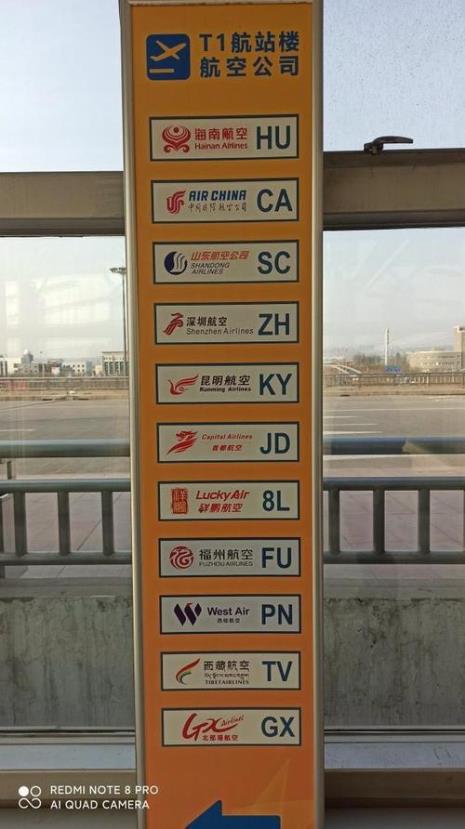 T1航站楼
航空公司
海南航空
Hainan Airlines
HU
AIR CHINA
中国国际航空公司
CA
山东航空公司
SHANDONG
AIRLINES
SC
深圳航空
Shenzhen Airlines
ZH
昆明航空
Kunming Airlines
KY
Capital Airlines
首都航空
JD
祥鹏
Lucky Air
祥鹏航空
8L
福州航空
FUZHOU AIRLINES
FU
West Air
西部航空
PN
西藏航空
TIBET AIRLINES
TV
GX Airlines
北部湾航空
GX
REDMI NOTE 8 PRO
AI QUAD CAMERA